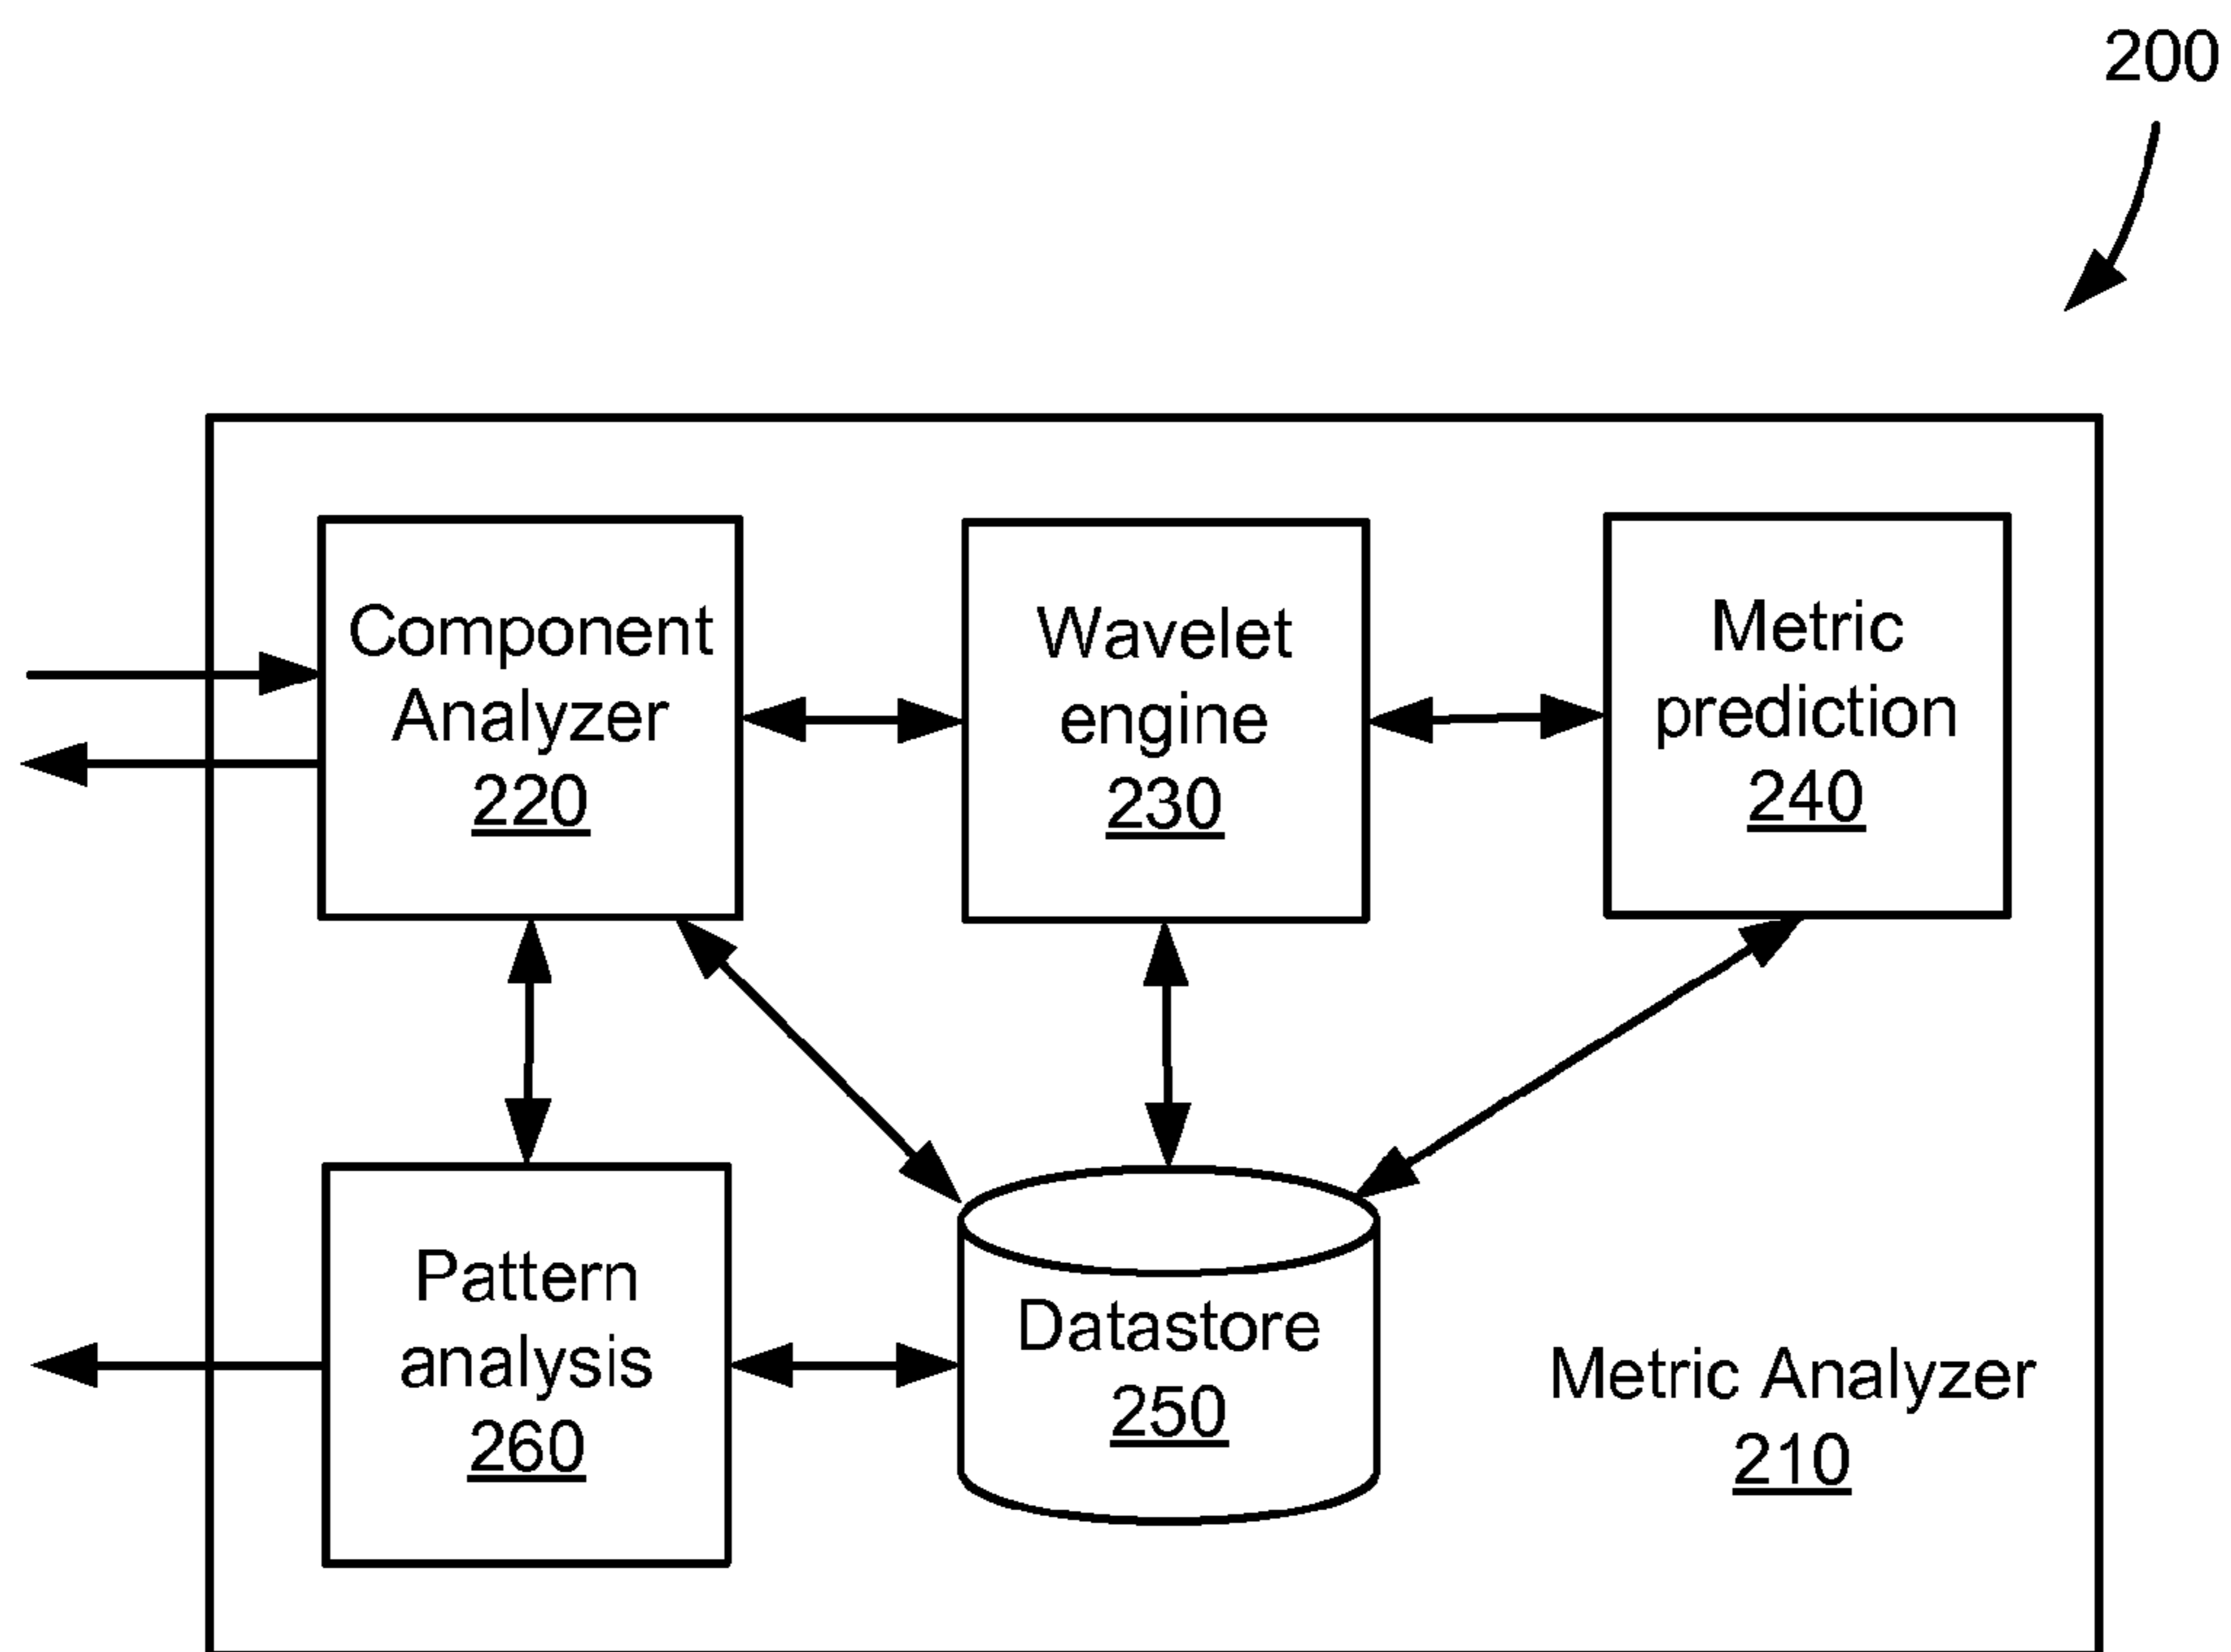 200
Component
Analyzer
220
Wavelet
engine
230
Metric
prediction
240
Pattern
analysis
260
Datastore
250
Metric Analyzer
210